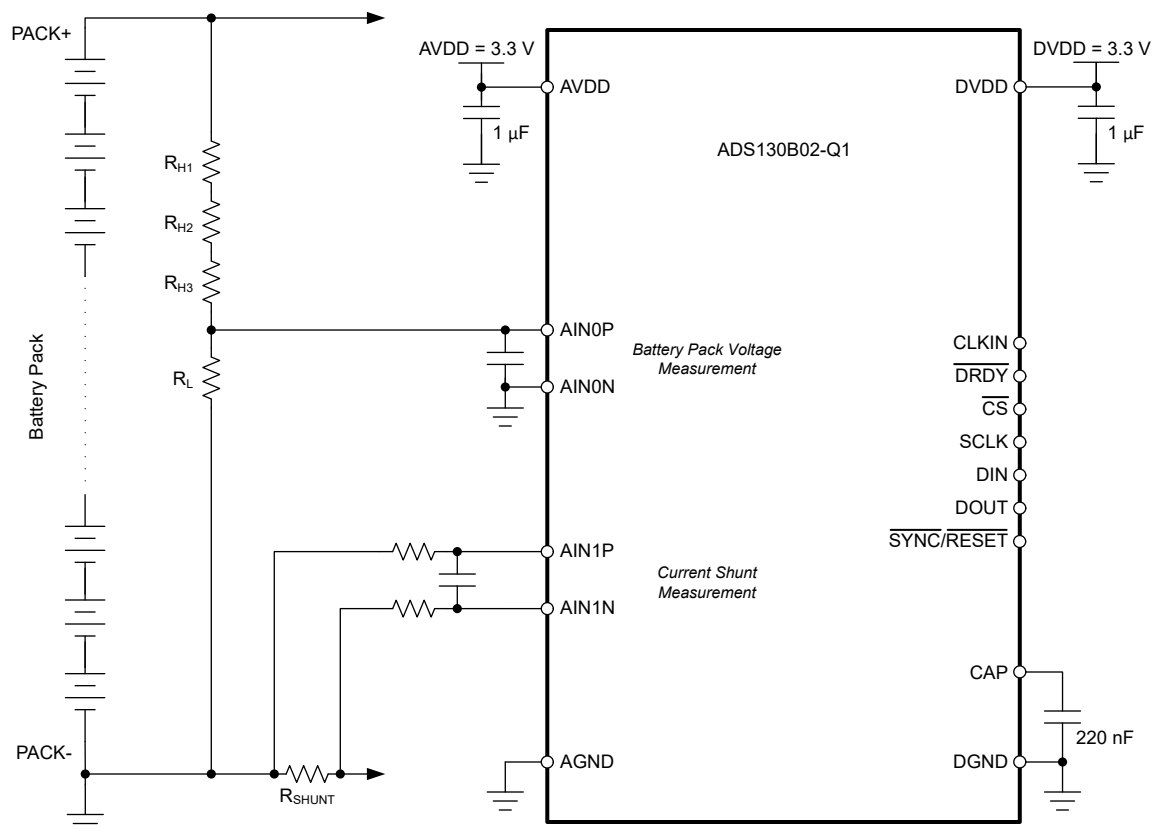 PACK+
AVDD = 3.3 V
DVDD = 3.3 V
AVDD
DVDD
1 µF
1 µF
ADS130B02-Q1
RH1
RH2
RH3
AIN0P
Battery Pack Voltage
Measurement
CLKIN
DRDY
AIN0N
CS
RL
Battery Pack
SCLK
DIN
DOUT
SYNC/RESET
AIN1P
Current Shunt
Measurement
AIN1N
CAP
220 nF
PACK-
AGND
DGND
RSHUNT